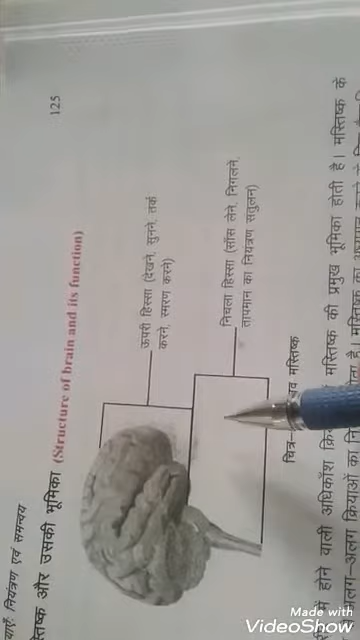 नियंत्रण एवं समन्वय
125
और उसकी भूमिका (Structure of brain and its function)
ऊपरी हिस्सा (देखने, सुनने, तर्क
करने, स्मरण करने)
निचला हिस्सा (साँस लेने, निगलने,
तापमान का नियंत्रण, संतुलन)
चित्र– मस्तिष्क
में होने वाली अधिकाँश मस्तिष्क की प्रमुख भूमिका होती है। मस्तिष्क के
अलग–अलग क्रियाओं का है।
Made with
VideoShow